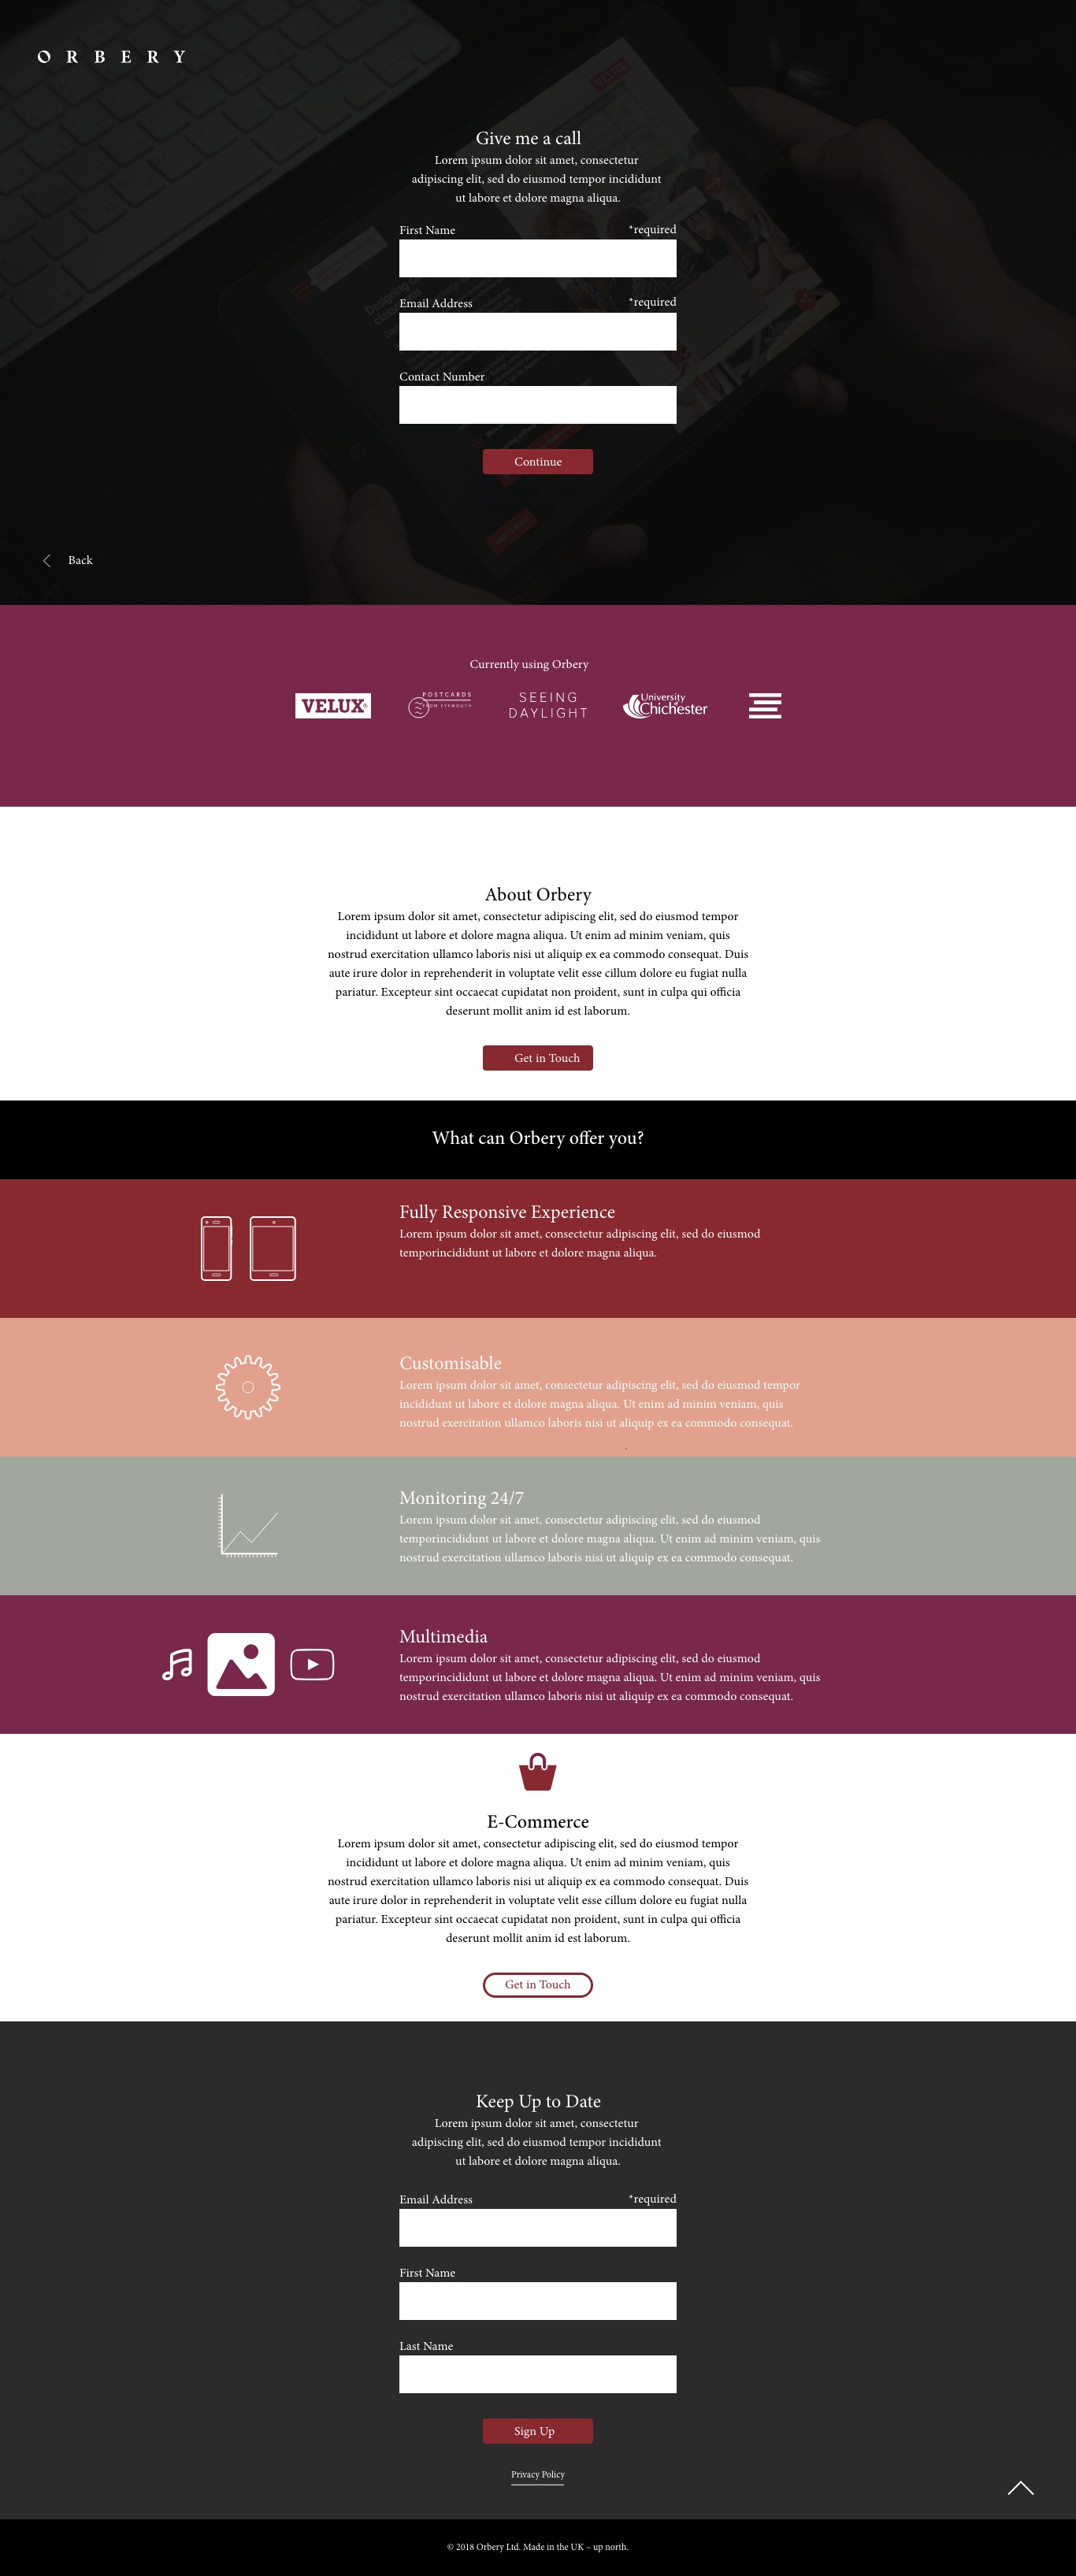 ORBERY
Give me a call
Lorem ipsum dolor sit amet, consectetur
adipiscing elit, sed do eiusmod tempor incididunt
ut labore et dolore magna aliqua.
First Name *required
Email Address *required
Contact Number
Continue
Back
Currently using Orbery
VELUX®
POSTCARDS
FROM EYEMOUTH
SEEING
DAYLIGHT
University
of
Chichester
About Orbery
Lorem ipsum dolor sit amet, consectetur adipiscing elit, sed do eiusmod tempor
incididunt ut labore et dolore magna aliqua. Ut enim ad minim veniam, quis
nostrud exercitation ullamco laboris nisi ut aliquip ex ea commodo consequat. Duis
aute irure dolor in reprehenderit in voluptate velit esse cillum dolore eu fugiat nulla
pariatur. Excepteur sint occaecat cupidatat non proident, sunt in culpa qui officia
deserunt mollit anim id est laborum.
Get in Touch
What can Orbery offer you?
Fully Responsive Experience
Lorem ipsum dolor sit amet, consectetur adipiscing elit, sed do eiusmod
temporincididunt ut labore et dolore magna aliqua.
Customisable
Lorem ipsum dolor sit amet, consectetur adipiscing elit, sed do eiusmod tempor
incididunt ut labore et dolore magna aliqua. Ut enim ad minim veniam, quis
nostrud exercitation ullamco laboris nisi ut aliquip ex ea commodo consequat.
Monitoring 24/7
Lorem ipsum dolor sit amet, consectetur adipiscing elit, sed do eiusmod
temporincididunt ut labore et dolore magna aliqua. Ut enim ad minim veniam, quis
nostrud exercitation ullamco laboris nisi ut aliquip ex ea commodo consequat.
Multimedia
Lorem ipsum dolor sit amet, consectetur adipiscing elit, sed do eiusmod
temporincididunt ut labore et dolore magna aliqua. Ut enim ad minim veniam, quis
nostrud exercitation ullamco laboris nisi ut aliquip ex ea commodo consequat.
E-Commerce
Lorem ipsum dolor sit amet, consectetur adipiscing elit, sed do eiusmod tempor
incididunt ut labore et dolore magna aliqua. Ut enim ad minim veniam, quis
nostrud exercitation ullamco laboris nisi ut aliquip ex ea commodo consequat. Duis
aute irure dolor in reprehenderit in voluptate velit esse cillum dolore eu fugiat nulla
pariatur. Excepteur sint occaecat cupidatat non proident, sunt in culpa qui officia
deserunt mollit anim id est laborum.
Get in Touch
Keep Up to Date
Lorem ipsum dolor sit amet, consectetur
adipiscing elit, sed do eiusmod tempor incididunt
ut labore et dolore magna aliqua.
Email Address *required
First Name
Last Name
Sign Up
Privacy Policy
© 2018 Orbery Ltd. Made in the UK – up north.